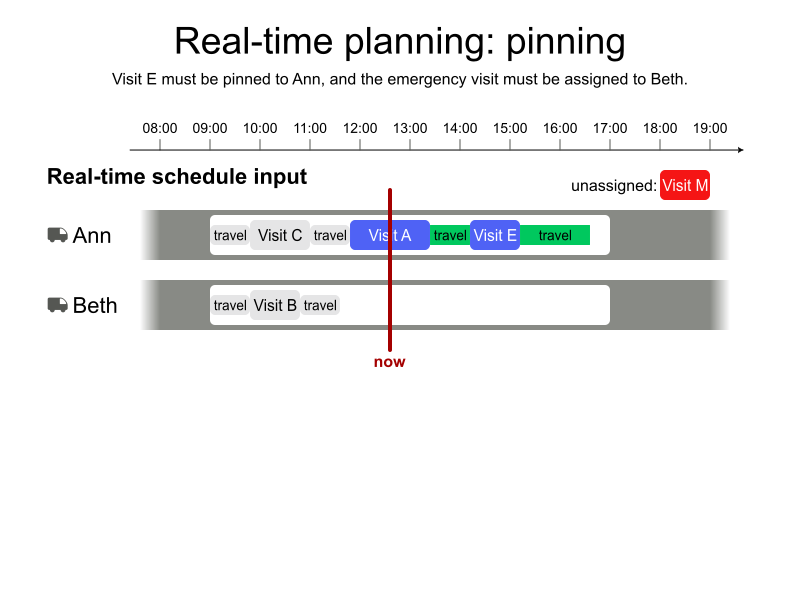 Real-time planning: pinning
Visit E must be pinned to Ann, and the emergency visit must be assigned to Beth.
08:00 09:00 10:00 11:00 12:00 13:00 14:00 15:00 16:00 17:00 18:00 19:00
Real-time schedule input
unassigned: Visit M
Ann travel Visit C travel Visit A travel Visit E travel
Beth travel Visit B travel
now